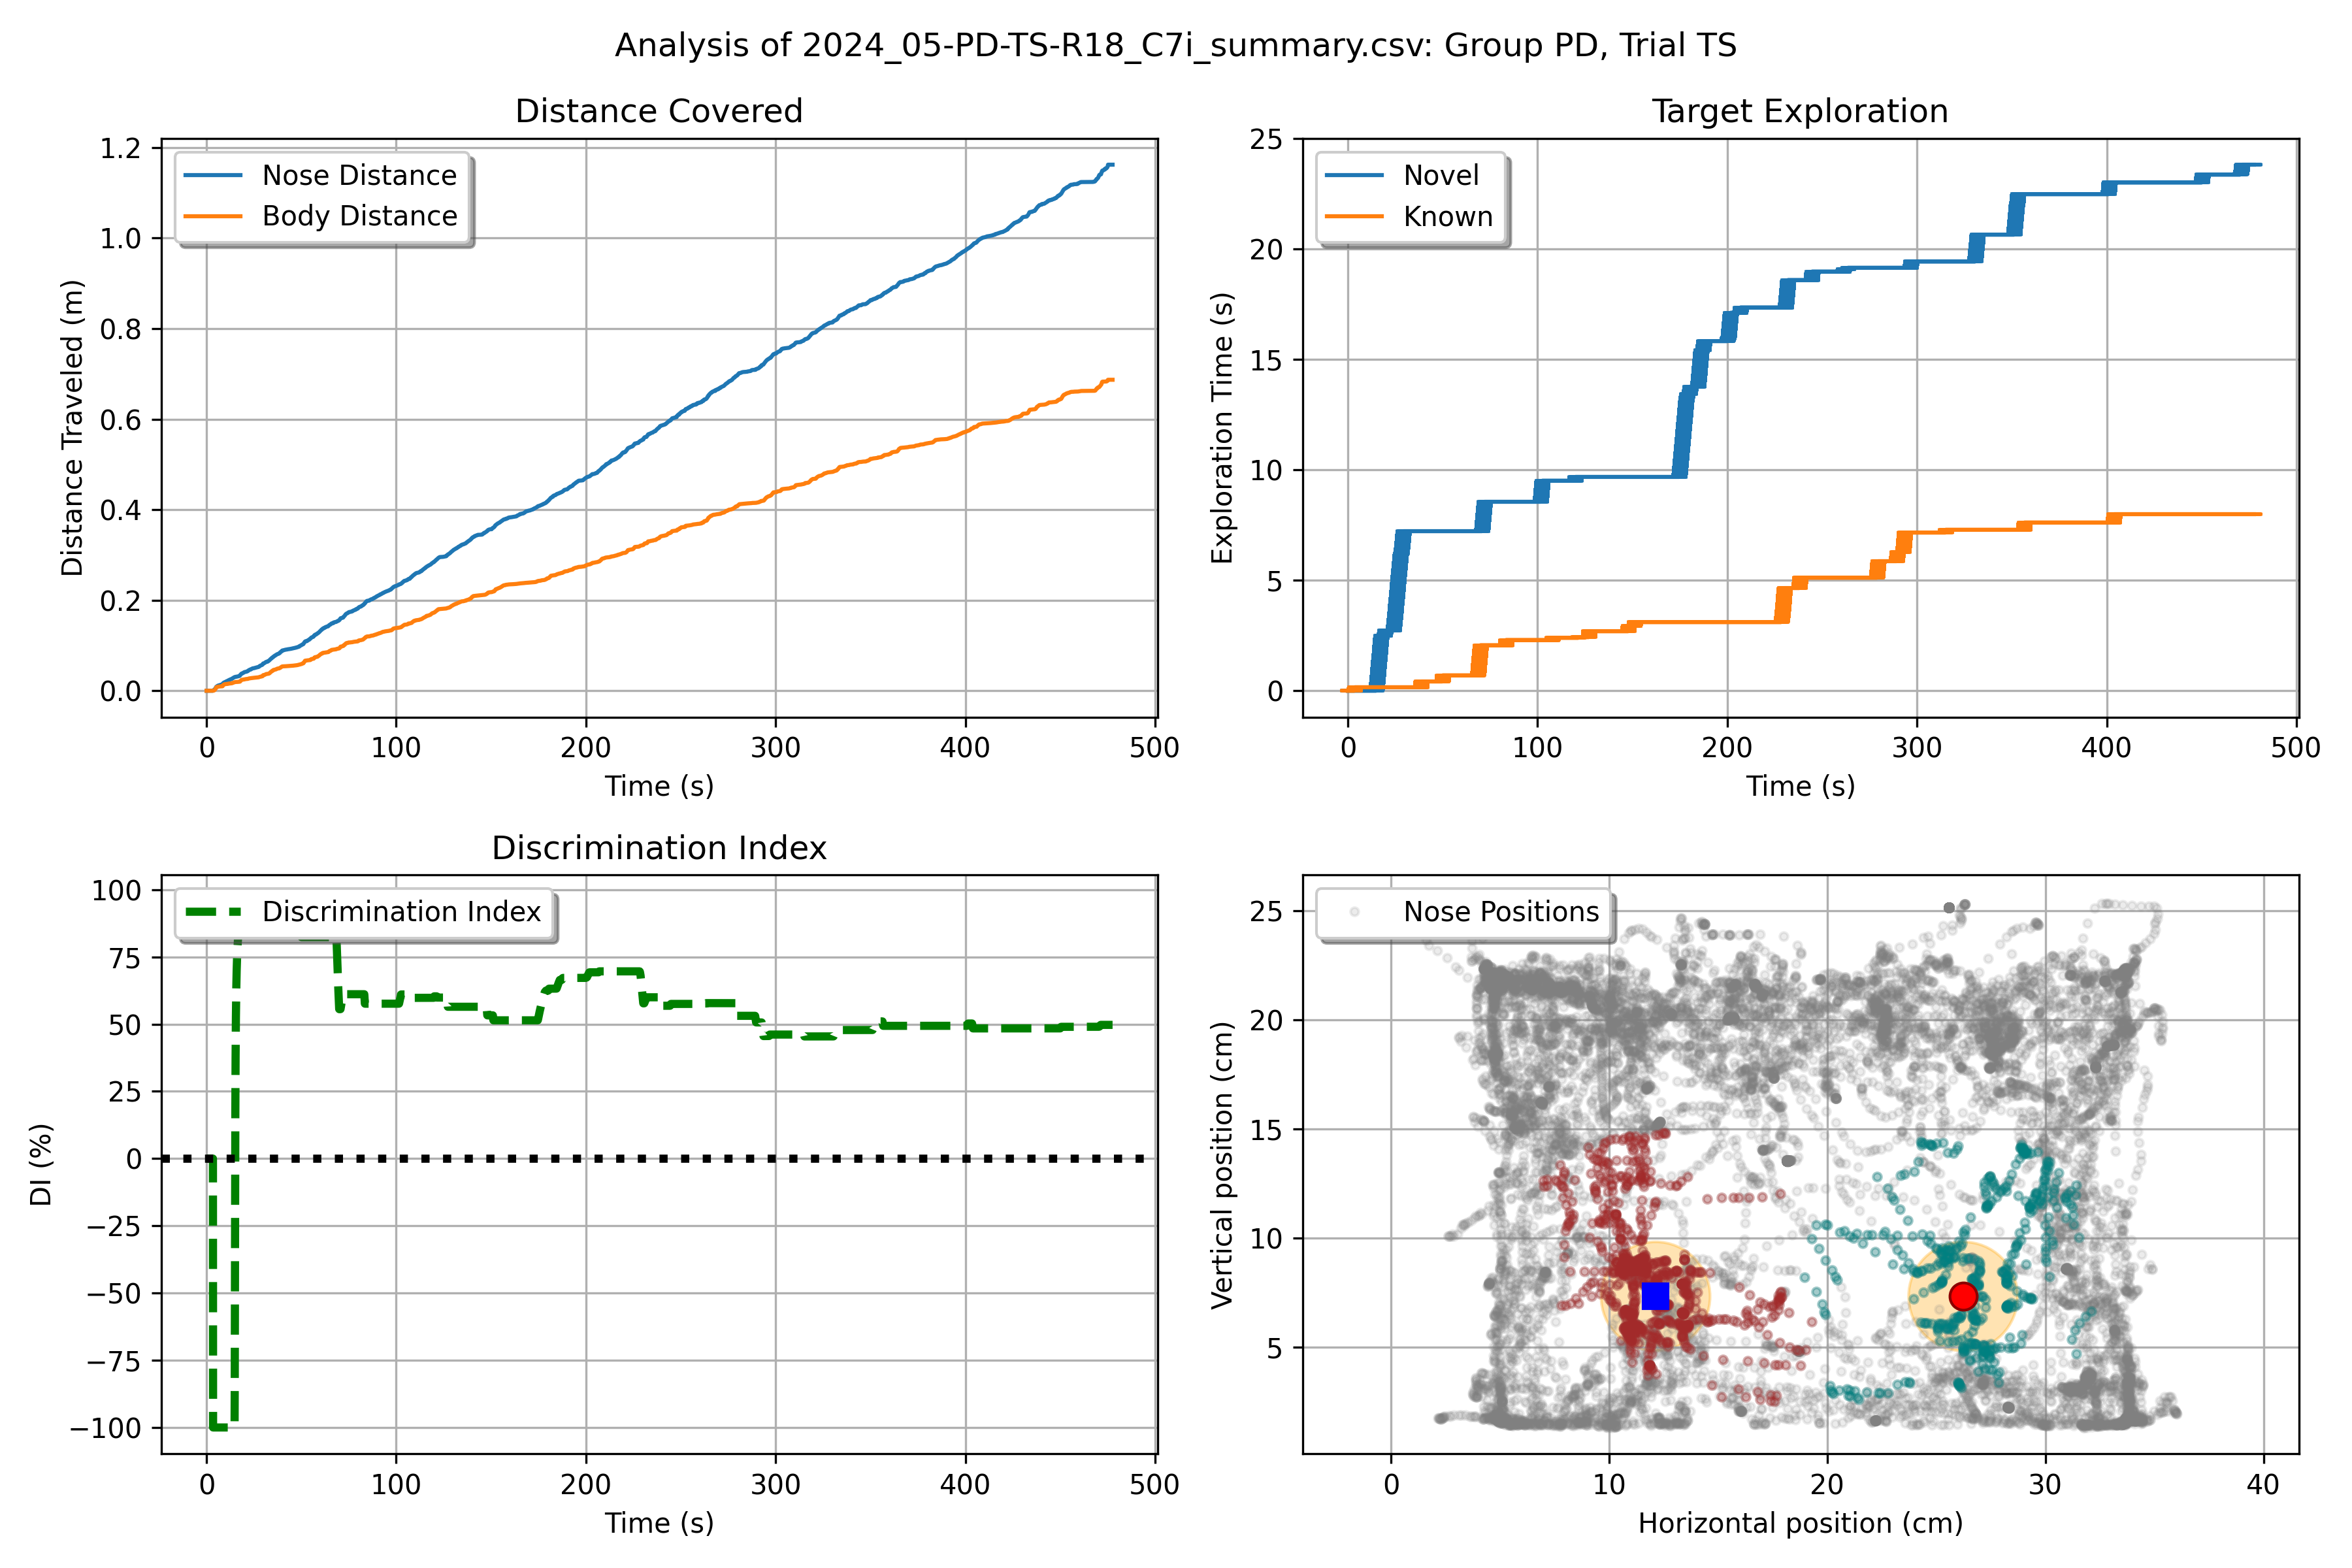 Analysis of 2024_05-PD-TS-R18_C7i_summary.csv: Group PD, Trial TS
Distance Covered
Nose Distance
Body Distance
Distance Traveled (m)
1.2
1.0
0.8
0.6
0.4
0.2
0.0
0 100 200 300 400 500
Time (s)
Target Exploration
Novel
Known
Exploration Time (s)
25
20
15
10
5
0
0 100 200 300 400 500
Time (s)
Discrimination Index
Discrimination Index
DI (%)
100
75
50
25
0
−25
−50
−75
−100
0 100 200 300 400 500
Time (s)
Nose Positions
Vertical position (cm)
25
20
15
10
5
0 10 20 30 40
Horizontal position (cm)